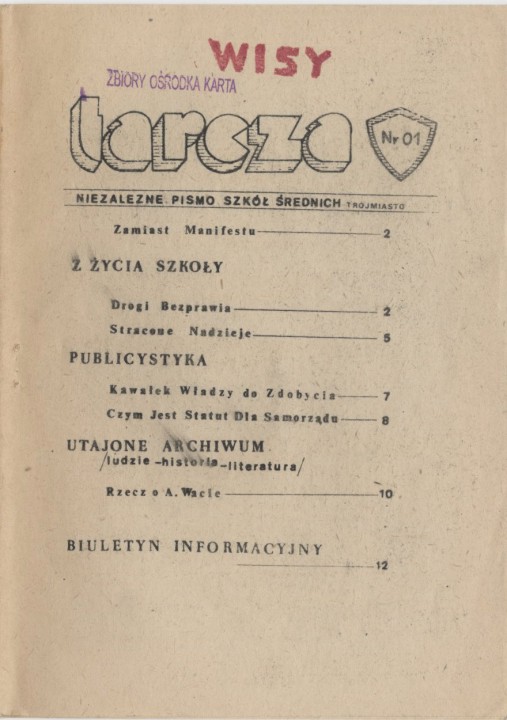 WISY
ZBIORY OŚRODKA KARTA
tarcza
Nr 01
NIEZALEZNE PISMO SZKÓŁ ŚREDNICH TRÓJMIASTO
Zamiast Manifestu 2
Z ŻYCIA SZKOŁY
Drogi Bezprawia 2
Stracone Nadzieje 5
PUBLICYSTYKA
Kawałek Władzy do Zdobycia 7
Czym Jest Statut Dla Samorządu 8
UTAJONE ARCHIWUM
/ludzie-historia-literatura/
Rzecz o A. Wacie 10
BIULETYN INFORMACYJNY
12